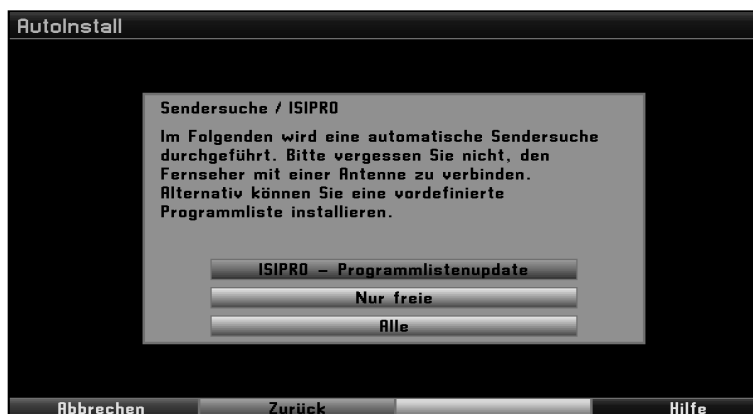 AutoInstall
Sendersuche / ISIPRO
Im Folgenden wird eine automatische Sendersuche
durchgeführt. Bitte vergessen Sie nicht, den
Fernseher mit einer Antenne zu verbinden.
Alternativ können Sie eine vordefinierte
Programmliste installieren.
ISIPRO - Programmlistenupdate
Nur freie
Alle
Abbrechen Zurück Hilfe